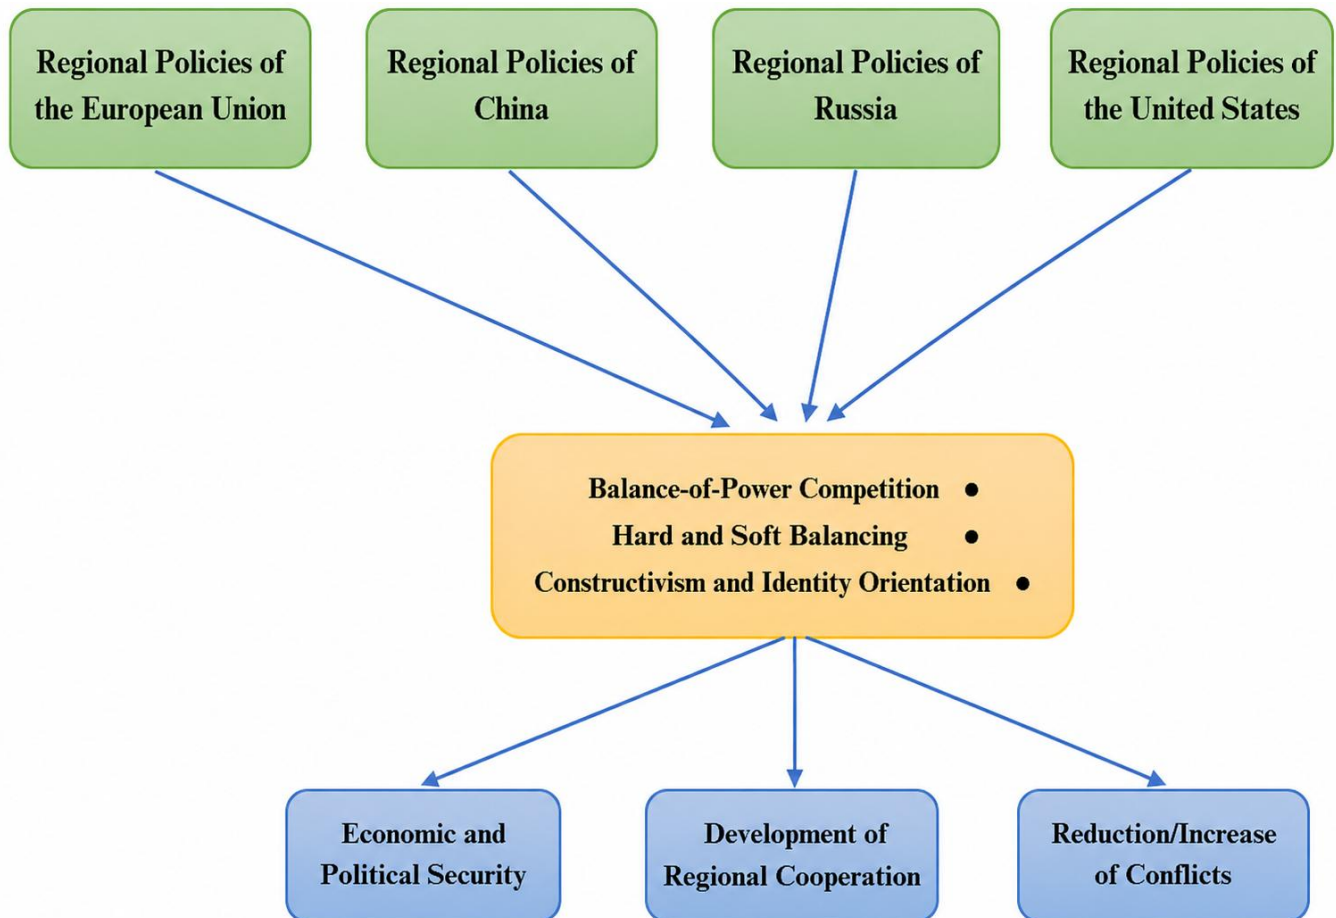 Regional Policies of
the European Union
Regional Policies of
China
Regional Policies of
Russia
Regional Policies of
the United States
Balance-of-Power Competition •
Hard and Soft Balancing •
Constructivism and Identity Orientation •
Economic and
Political Security
Development of
Regional Cooperation
Reduction/Increase
of Conflicts